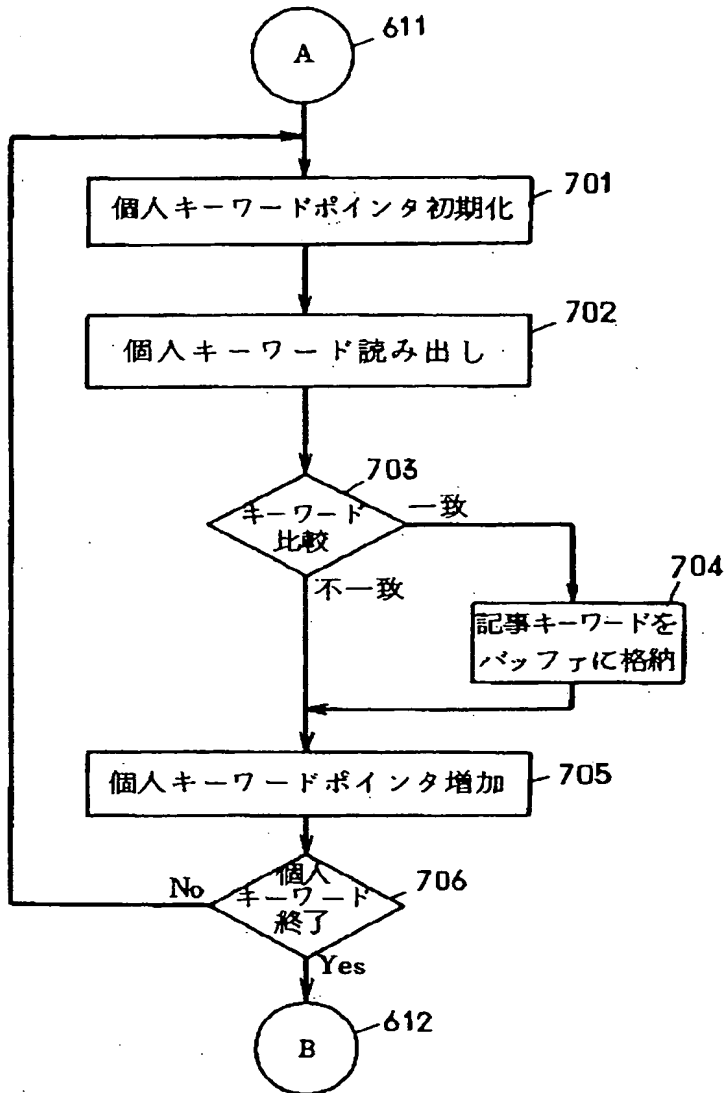 A
611
個人キーワードポインタ初期化
701
個人キーワード読み出し
702
キーワード
比較
703
一致
不一致
記事キーワードを
バッファに格納
704
個人キーワードポインタ増加
705
個人
キーワード
終了
706
No
Yes
B
612